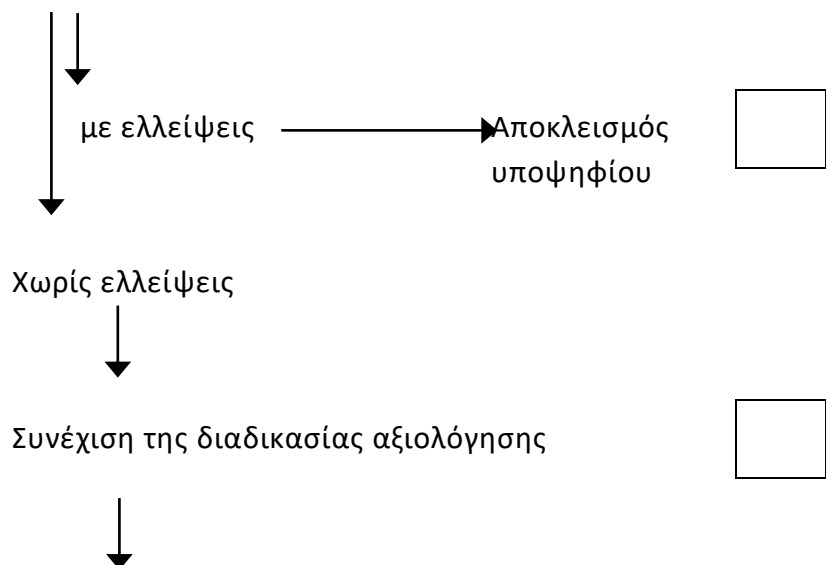 με ελλείψεις
Αποκλεισμός
υποψηφίου
Χωρίς ελλείψεις
Συνέχιση της διαδικασίας αξιολόγησης